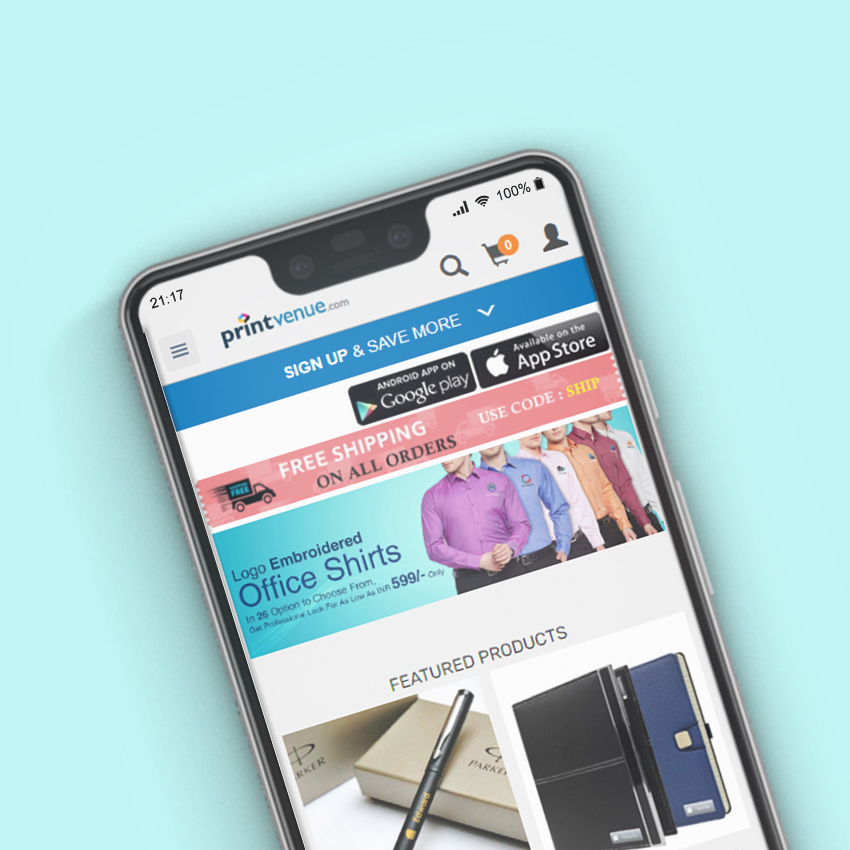 21:17
100%
0
printvenue.com
SIGN UP & SAVE MORE
ANDROID APP ON
Google play
Available on the
App Store
FREE SHIPPING
ON ALL ORDERS
USE CODE : SHIP
FREE
Logo Embroidered
Office Shirts
In 26 Option to Choose From,
Get Professional Look For As Low As INR 599/- Only
FEATURED PRODUCTS
PARKER
PARKER
Edward